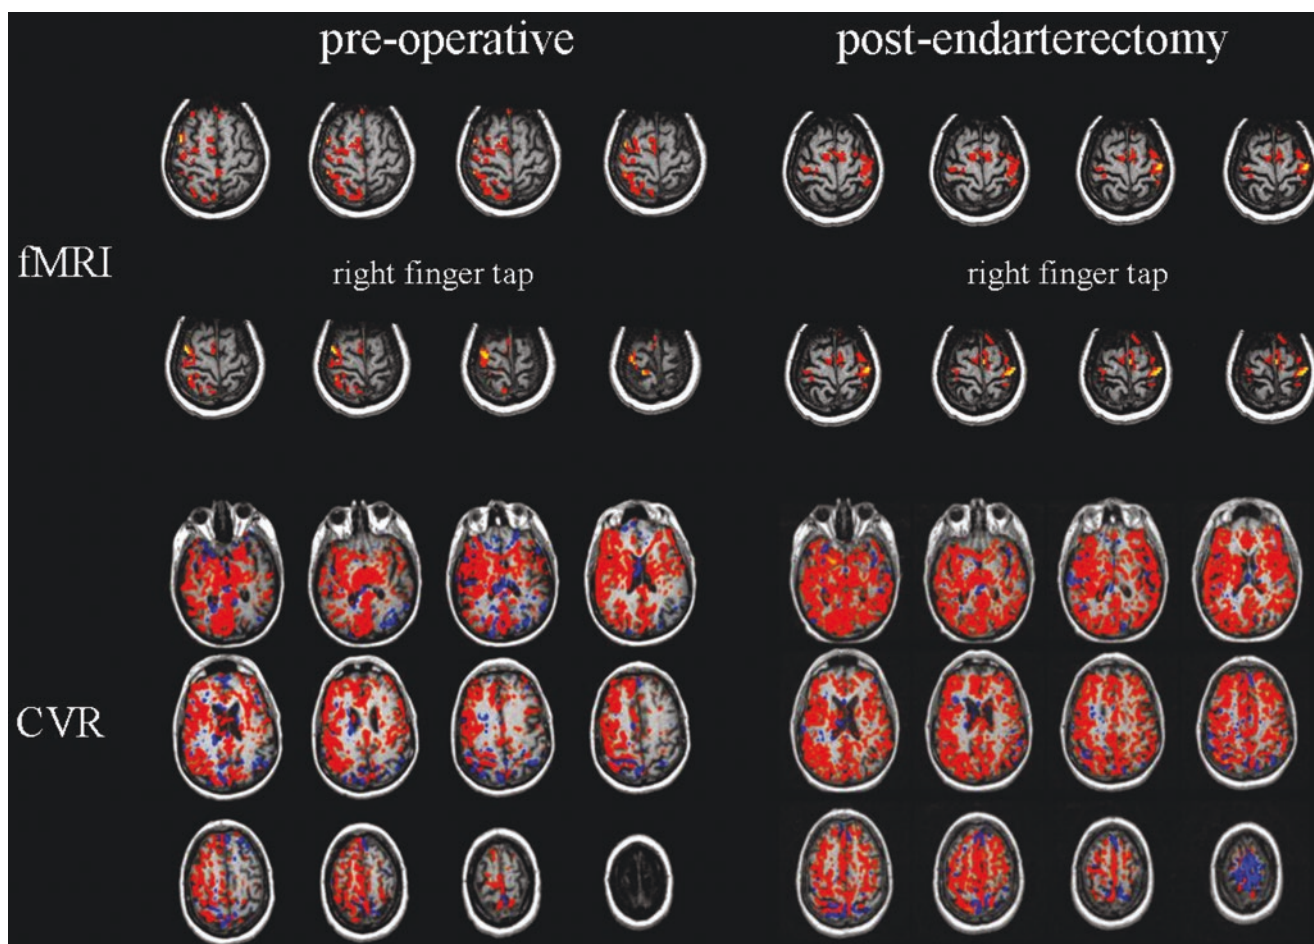 pre-operative
post-endarterectomy
fMRI
right finger tap
right finger tap
CVR